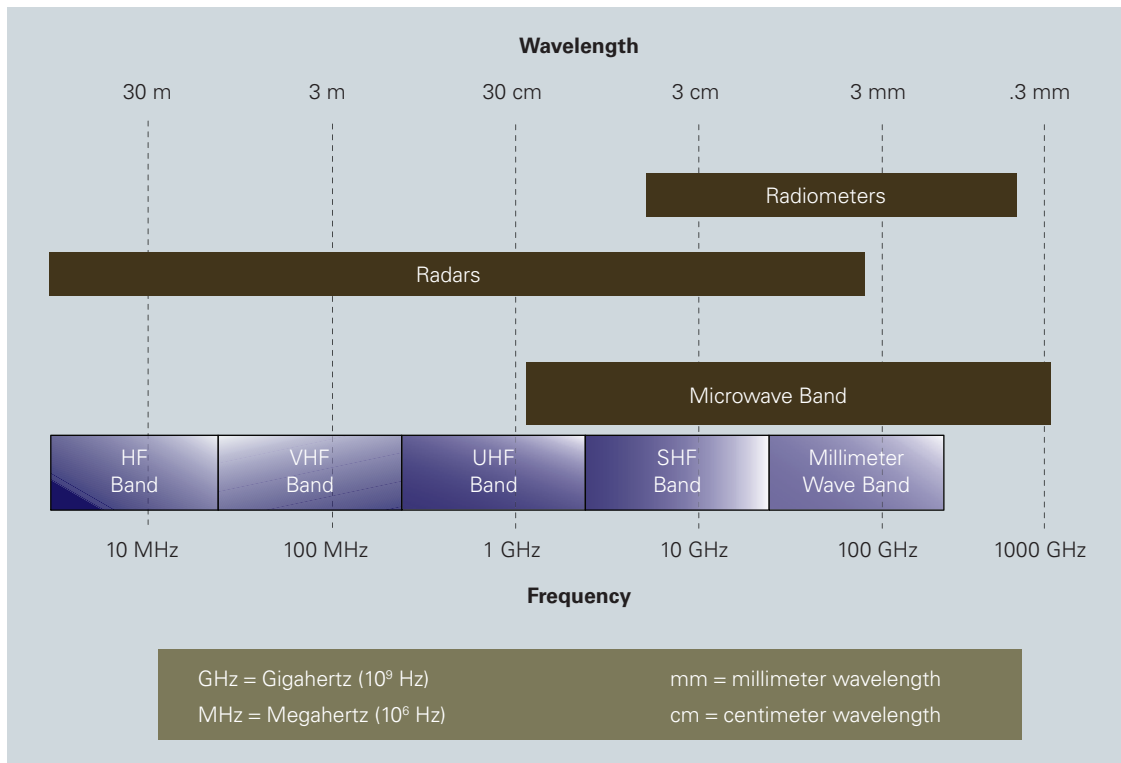 Wavelength
30 m 3 m 30 cm 3 cm 3 mm .3 mm
Radiometers
Radars
Microwave Band
HF Band
VHF Band
UHF Band
SHF Band
Millimeter Wave Band
10 MHz 100 MHz 1 GHz 10 GHz 100 GHz 1000 GHz
Frequency
GHz = Gigahertz (10⁹ Hz) mm = millimeter wavelength
MHz = Megahertz (10⁶ Hz) cm = centimeter wavelength